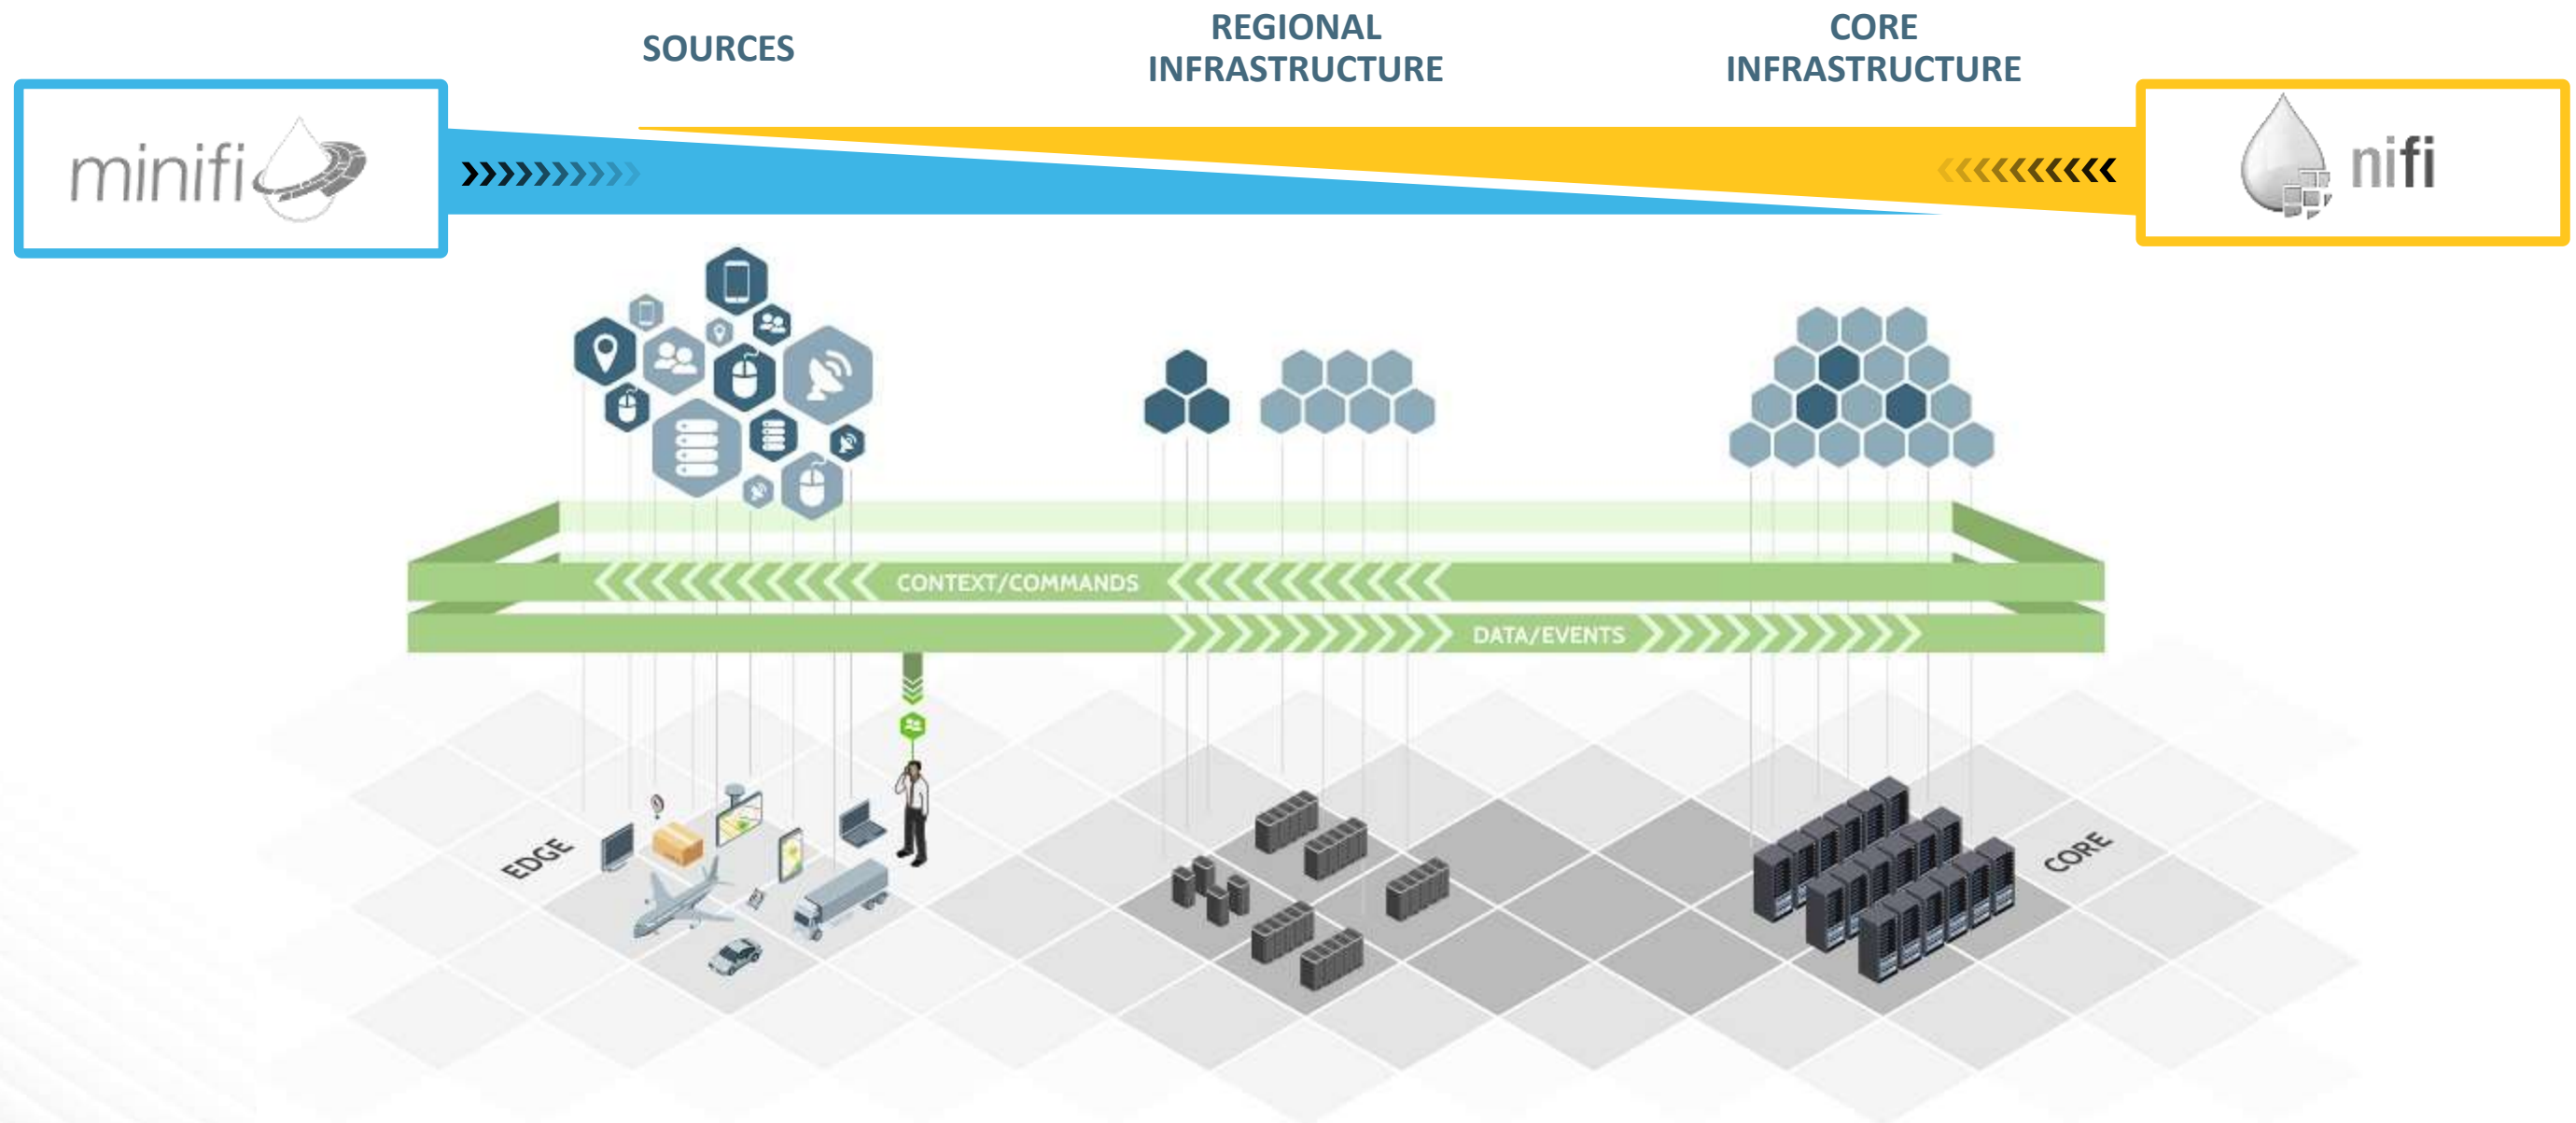 SOURCES
REGIONAL
INFRASTRUCTURE
CORE
INFRASTRUCTURE
minifi
nifi
CONTEXT/COMMANDS
DATA/EVENTS
EDGE
CORE